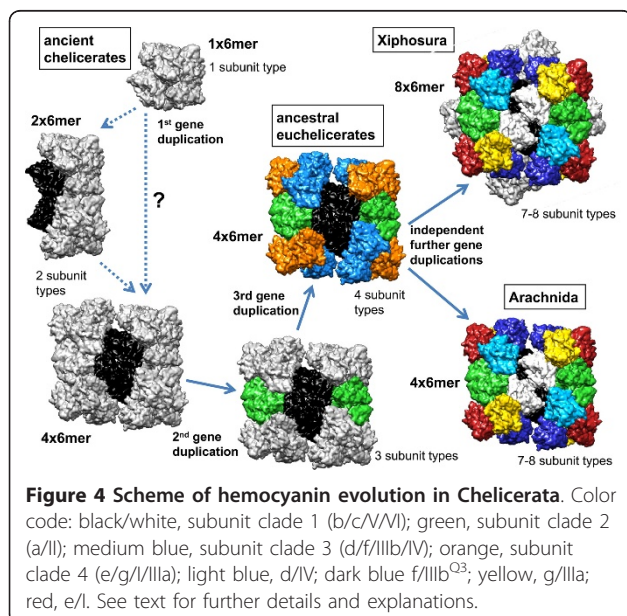 ancient
chelicerates
1x6mer
1 subunit type
2x6mer
1st gene
duplication
?
2 subunit
types
4x6mer
2nd gene
duplication
3 subunit types
3rd gene
duplication
ancestral
euchelicerates
4x6mer
4 subunit
types
independent
further gene
duplications
Xiphosura
8x6mer
7-8 subunit types
Arachnida
4x6mer
7-8 subunit types
Figure 4 Scheme of hemocyanin evolution in Chelicerata. Color
code: black/white, subunit clade 1 (b/c/V/VI); green, subunit clade 2
(a/II); medium blue, subunit clade 3 (d/f/IIIb/IV); orange, subunit
clade 4 (e/g/I/IIIa); light blue, d/IV; dark blue f/IIIbQ3; yellow, g/IIIa;
red, e/I. See text for further details and explanations.